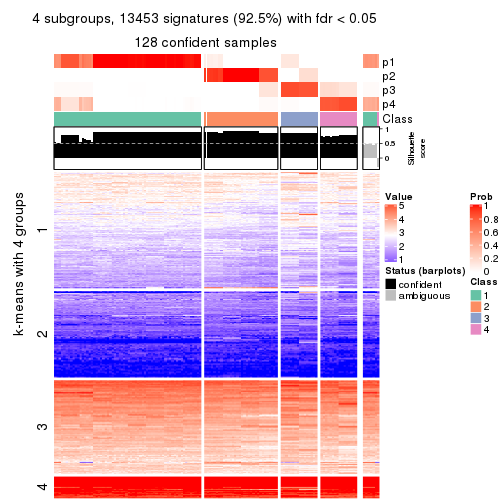 4 subgroups, 13453 signatures (92.5%) with fdr < 0.05
128 confident samples
p1
p2
p3
p4
Class
1
0.5
0
Silhouette
score
k-means with 4 groups
1
2
3
4
Value
5
4
3
2
1
Status (barplots)
confident
ambiguous
Prob
1
0.8
0.6
0.4
0.2
0
Class
1
2
3
4